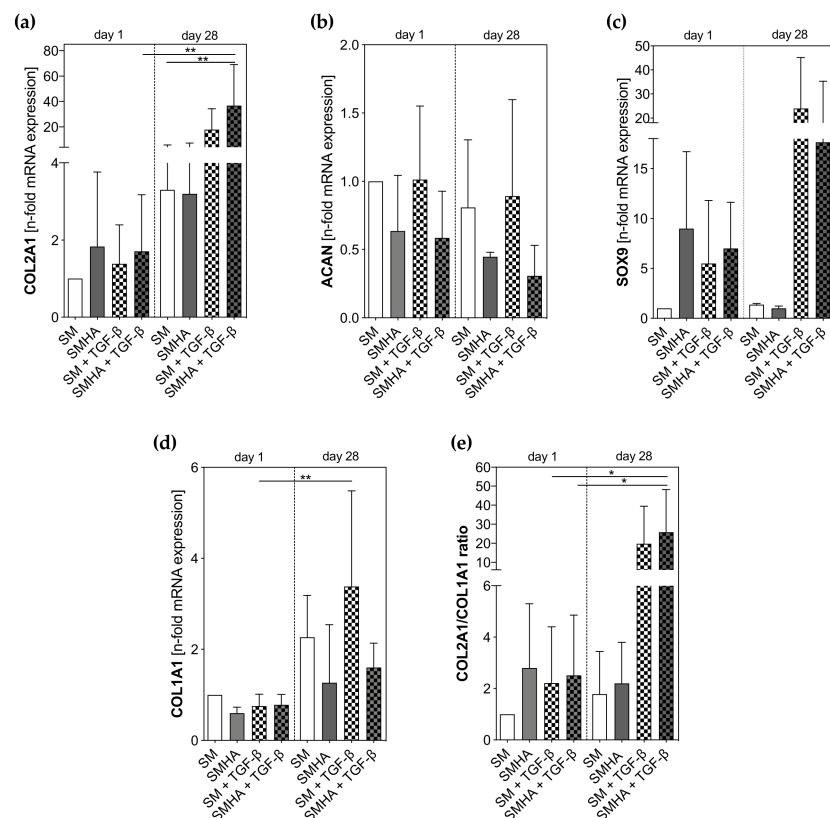 (a)
day 1 day 28
**
**
COL2A1 [n-fold mRNA expression]
80
60
40
20
4
2
0
SM
SMHA
SM + TGF-β
SMHA + TGF-β
SM
SMHA
SM + TGF-β
SMHA + TGF-β
(b)
day 1 day 28
ACAN [n-fold mRNA expression]
2.0
1.5
1.0
0.5
0.0
SM
SMHA
SM + TGF-β
SMHA + TGF-β
SM
SMHA
SM + TGF-β
SMHA + TGF-β
(c)
day 1 day 28
SOX9 [n-fold mRNA expression]
50
40
30
20
15
10
5
0
SM
SMHA
SM + TGF-β
SMHA + TGF-β
SM
SMHA
SM + TGF-β
SMHA + TGF-β
(d)
day 1 day 28
**
COL1A1 [n-fold mRNA expression]
6
4
2
0
SM
SMHA
SM + TGF-β
SMHA + TGF-β
SM
SMHA
SM + TGF-β
SMHA + TGF-β
(e)
day 1 day 28
*
*
COL2A1/COL1A1 ratio
60
50
40
30
20
10
6
4
2
0
SM
SMHA
SM + TGF-β
SMHA + TGF-β
SM
SMHA
SM + TGF-β
SMHA + TGF-β